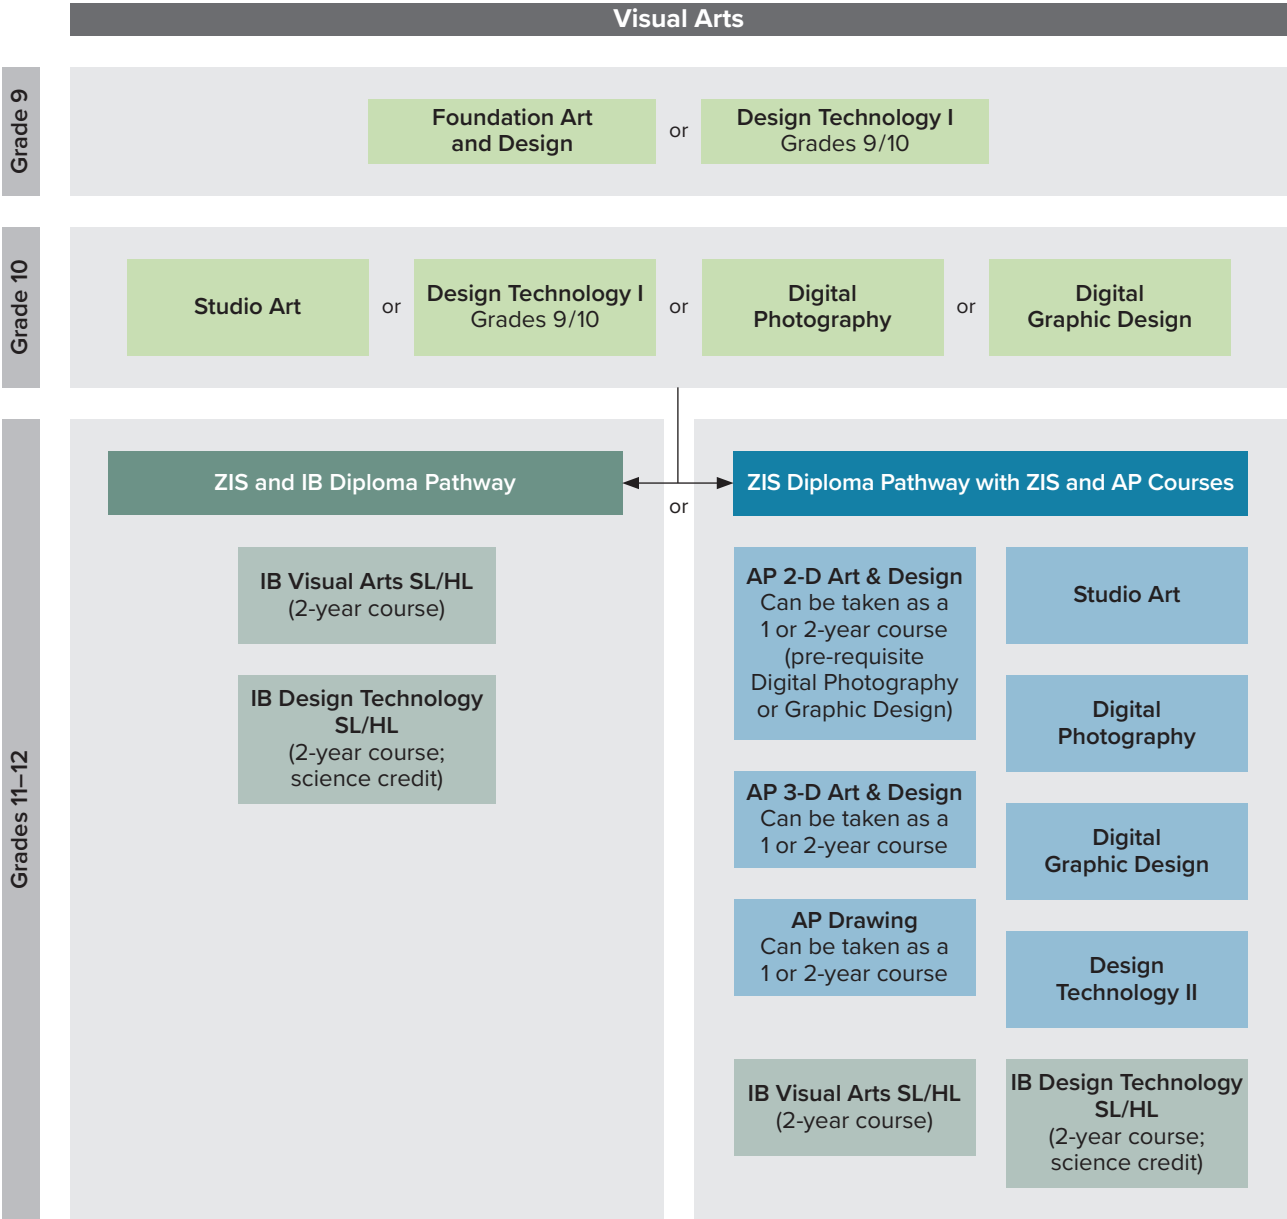 Visual Arts
Grade 9
Foundation Art
and Design
or
Design Technology I
Grades 9/10
Grade 10
Studio Art
or
Design Technology I
Grades 9/10
or
Digital
Photography
or
Digital
Graphic Design
Grades 11–12
ZIS and IB Diploma Pathway
or
ZIS Diploma Pathway with ZIS and AP Courses
IB Visual Arts SL/HL
(2-year course)
IB Design Technology
SL/HL
(2-year course;
science credit)
AP 2-D Art & Design
Can be taken as a
1 or 2-year course
(pre-requisite
Digital Photography
or Graphic Design)
AP 3-D Art & Design
Can be taken as a
1 or 2-year course
AP Drawing
Can be taken as a
1 or 2-year course
IB Visual Arts SL/HL
(2-year course)
Studio Art
Digital
Photography
Digital
Graphic Design
Design
Technology II
IB Design Technology
SL/HL
(2-year course;
science credit)